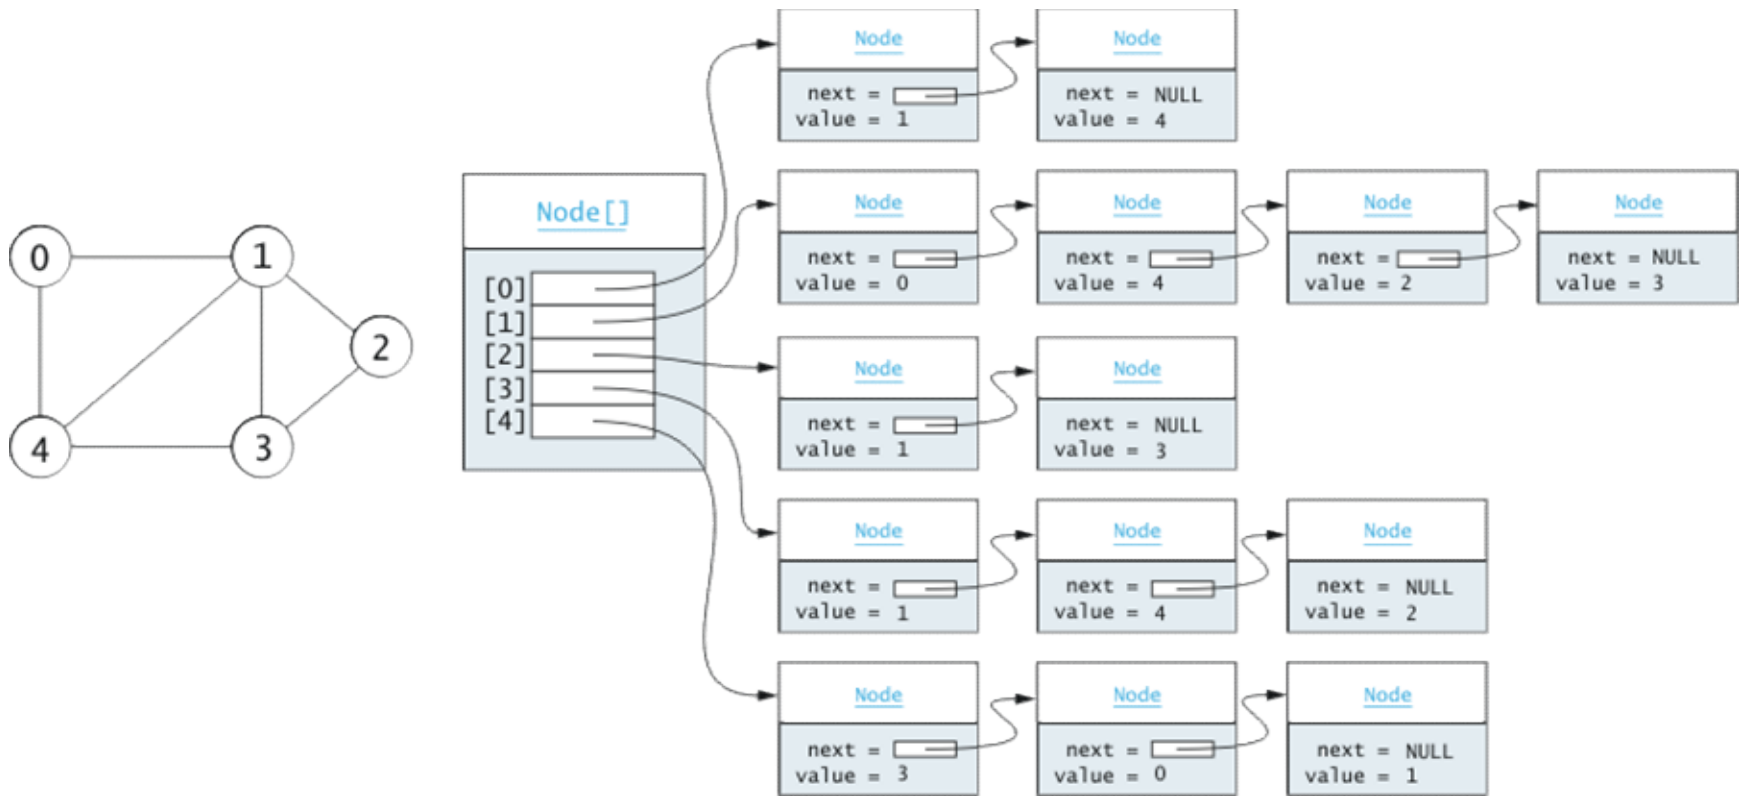 0
1
2
4
3
Node[]
[0]
[1]
[2]
[3]
[4]
Node
next =
value = 1
Node
next = NULL
value = 4
Node
next =
value = 0
Node
next =
value = 4
Node
next =
value = 2
Node
next = NULL
value = 3
Node
next =
value = 1
Node
next = NULL
value = 3
Node
next =
value = 1
Node
next =
value = 4
Node
next = NULL
value = 2
Node
next =
value = 3
Node
next =
value = 0
Node
next = NULL
value = 1